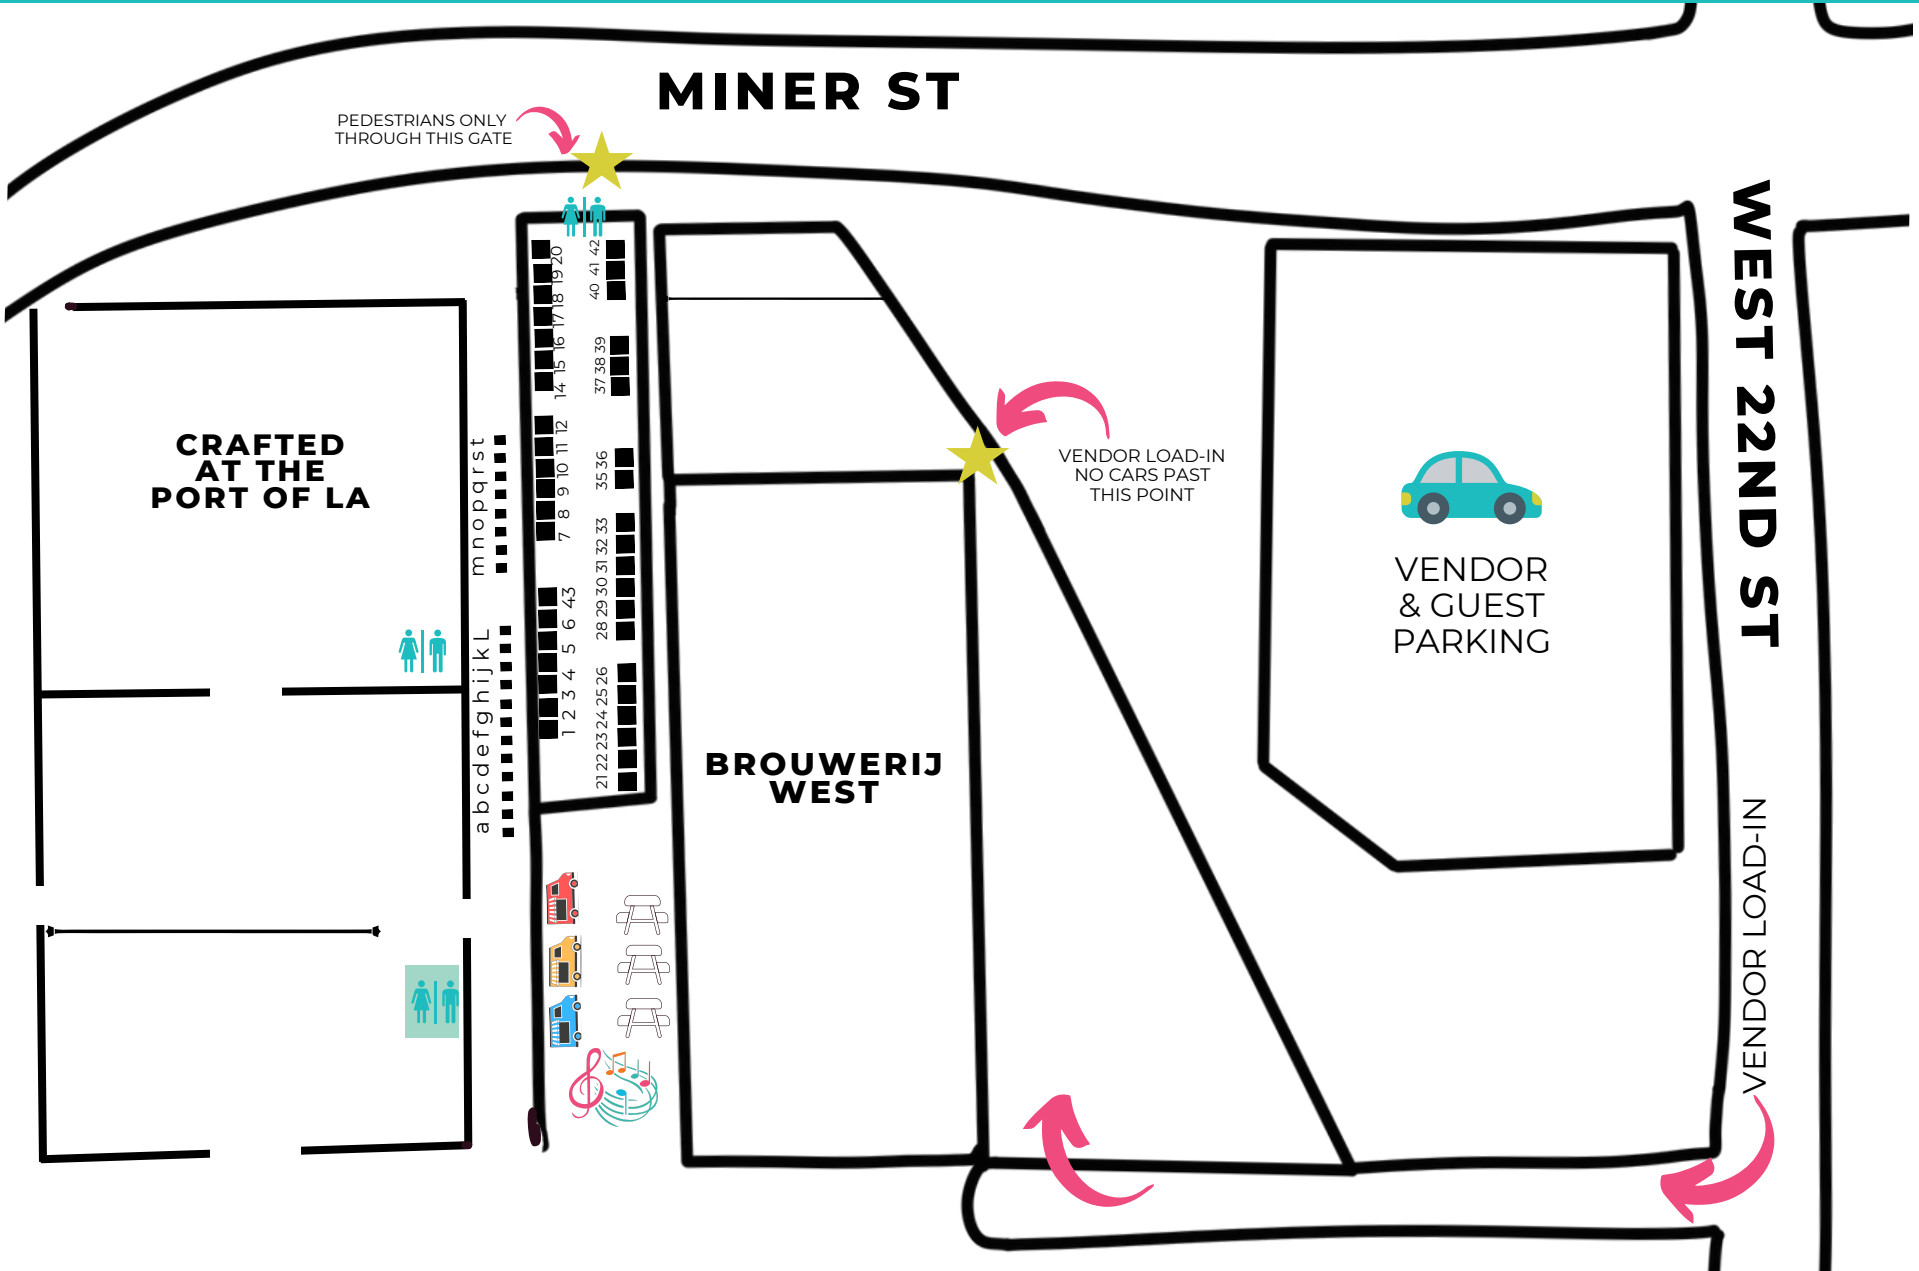 MINER ST
PEDESTRIANS ONLY
THROUGH THIS GATE
WEST 22ND ST
20
19
18
17
16
15
14
12
11
10
9
8
7
43
6
5
4
3
2
1
42
41
40
39
38
37
36
35
33
32
31
30
29
28
26
25
24
23
22
21
CRAFTED
AT THE
PORT OF LA
m n o p q r s t
a b c d e f g h i j k L
VENDOR LOAD-IN
NO CARS PAST
THIS POINT
VENDOR
& GUEST
PARKING
BROUWERIJ
WEST
VENDOR LOAD-IN